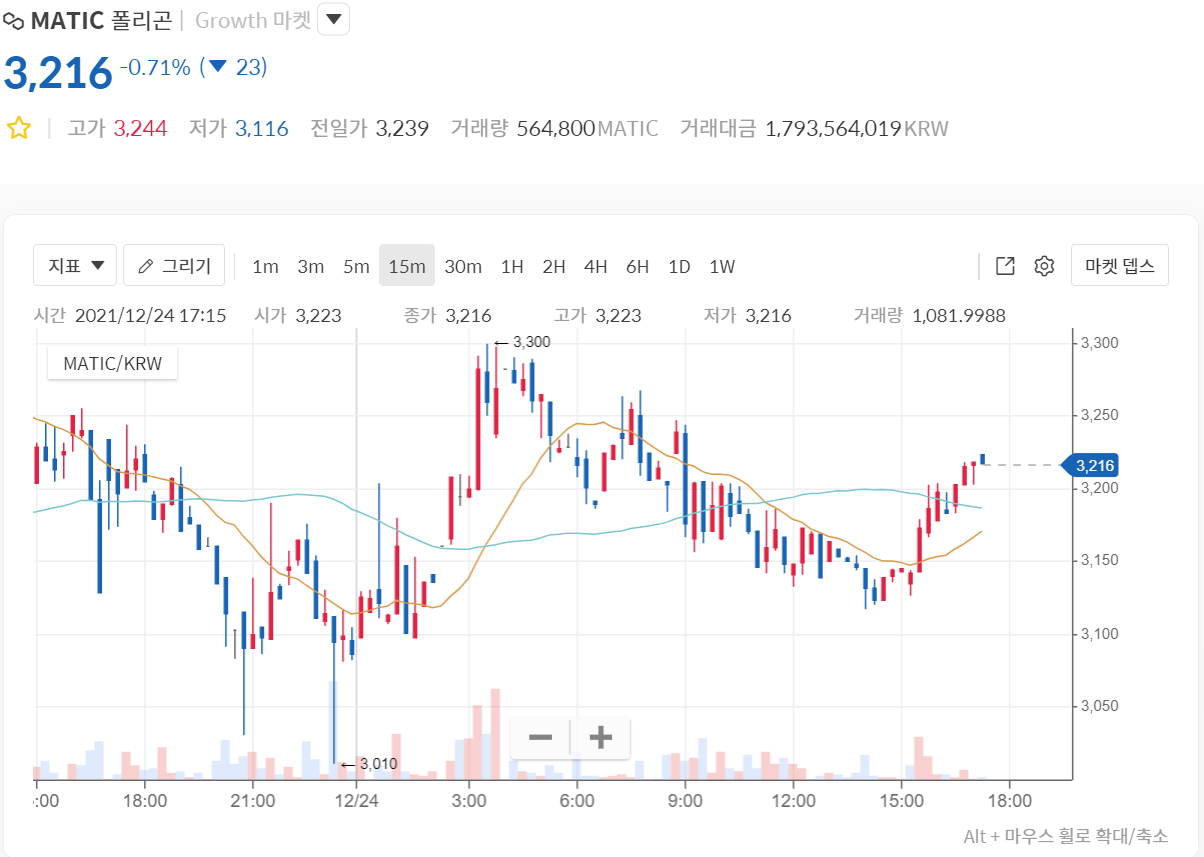 MATIC 폴리곤 | Growth 마켓 ▼
3,216 -0.71% (▼ 23)
고가 3,244 저가 3,116 전일가 3,239 거래량 564,800MATIC 거래대금 1,793,564,019KRW
지표 ▼ 그리기 1m 3m 5m 15m 30m 1H 2H 4H 6H 1D 1W 마켓 뎁스
시간 2021/12/24 17:15 시가 3,223 종가 3,216 고가 3,223 저가 3,216 거래량 1,081.9988
MATIC/KRW
←3,300
3,300
3,250
3,216
3,200
3,150
3,100
3,050
←3,010
:00 18:00 21:00 12/24 3:00 6:00 9:00 12:00 15:00 18:00
Alt + 마우스 휠로 확대/축소